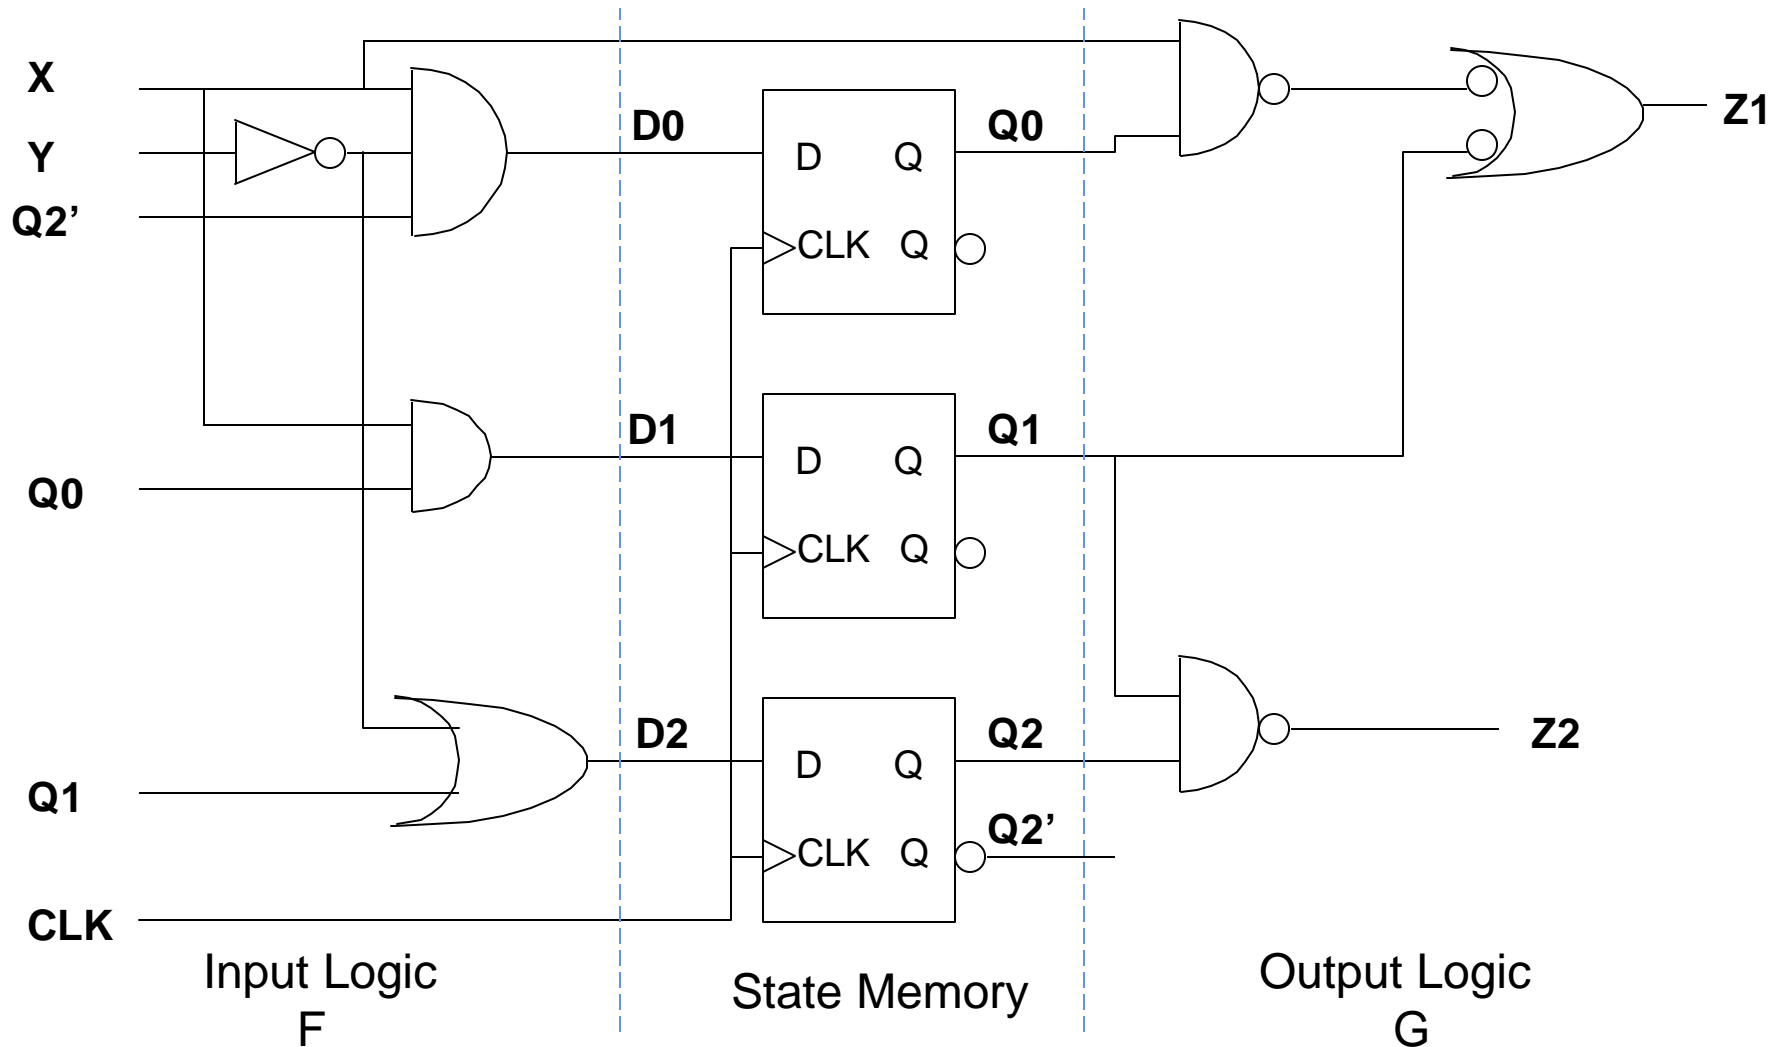 X
Y
Q2’
Q0
Q1
CLK
D0
D1
D2
D Q
CLK Q
D Q
CLK Q
D Q
CLK Q
Q0
Q1
Q2
Q2’
Z1
Z2
Input Logic
F
State Memory
Output Logic
G